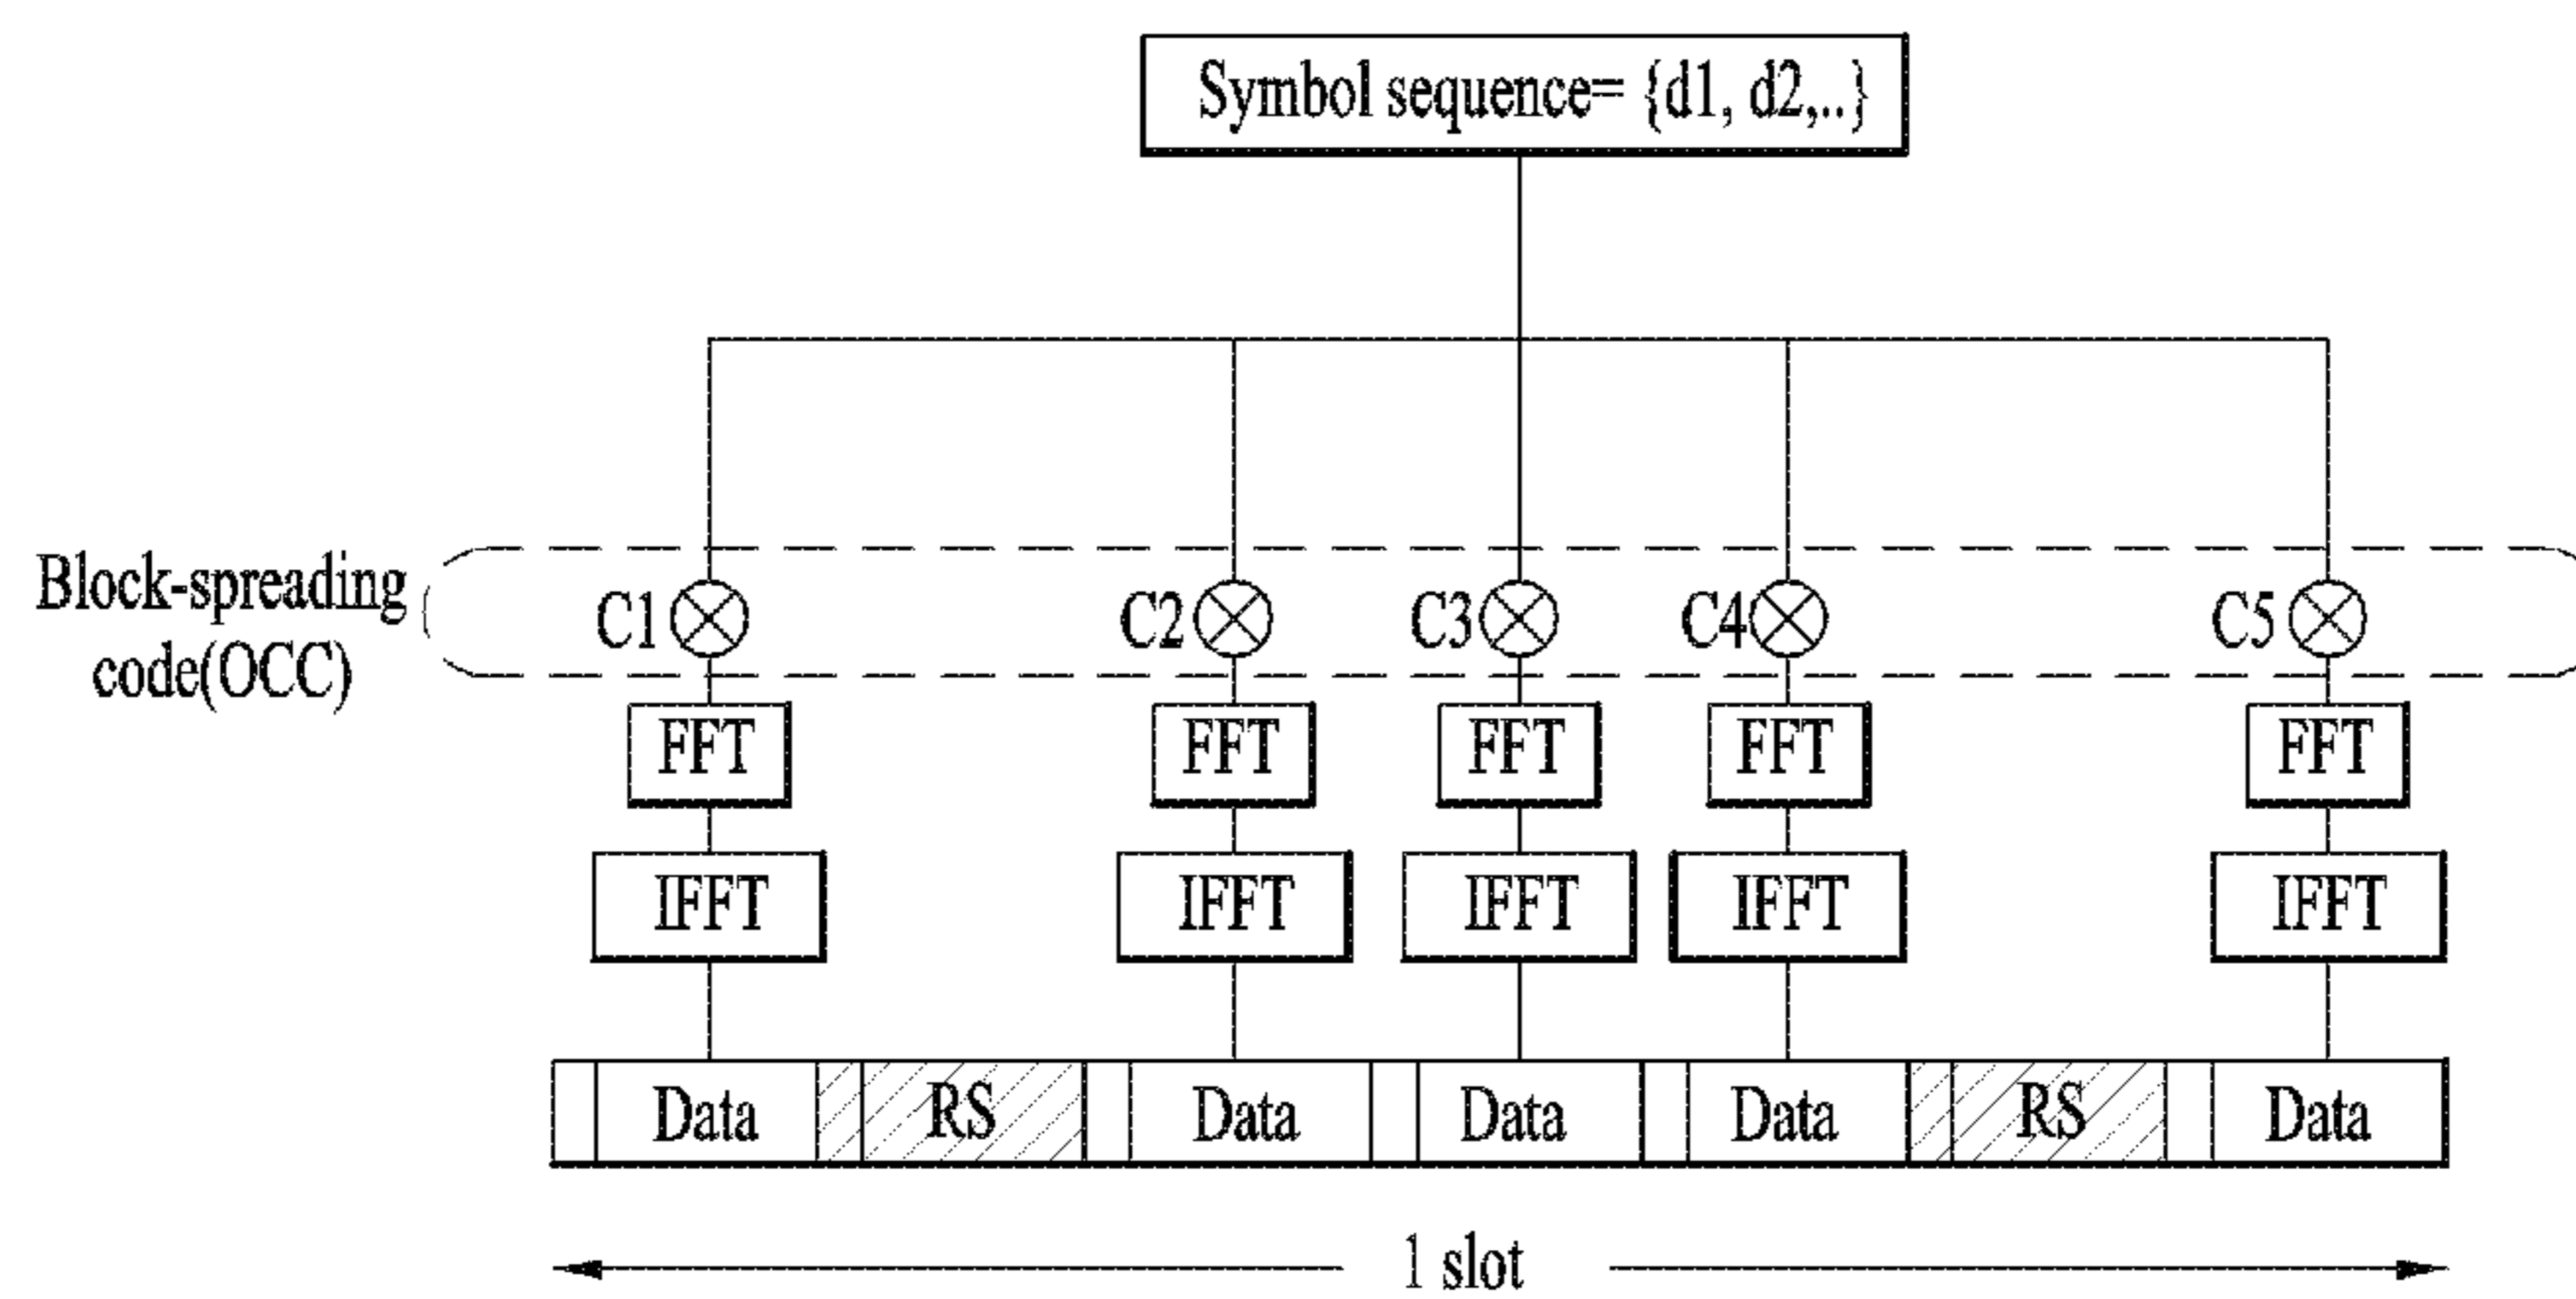 Symbol sequence= {d1, d2,..}
Block-spreading
code(OCC)
C1 C2 C3 C4 C5
FFT FFT FFT FFT FFT
IFFT IFFT IFFT IFFT IFFT
Data RS Data Data Data RS Data
1 slot